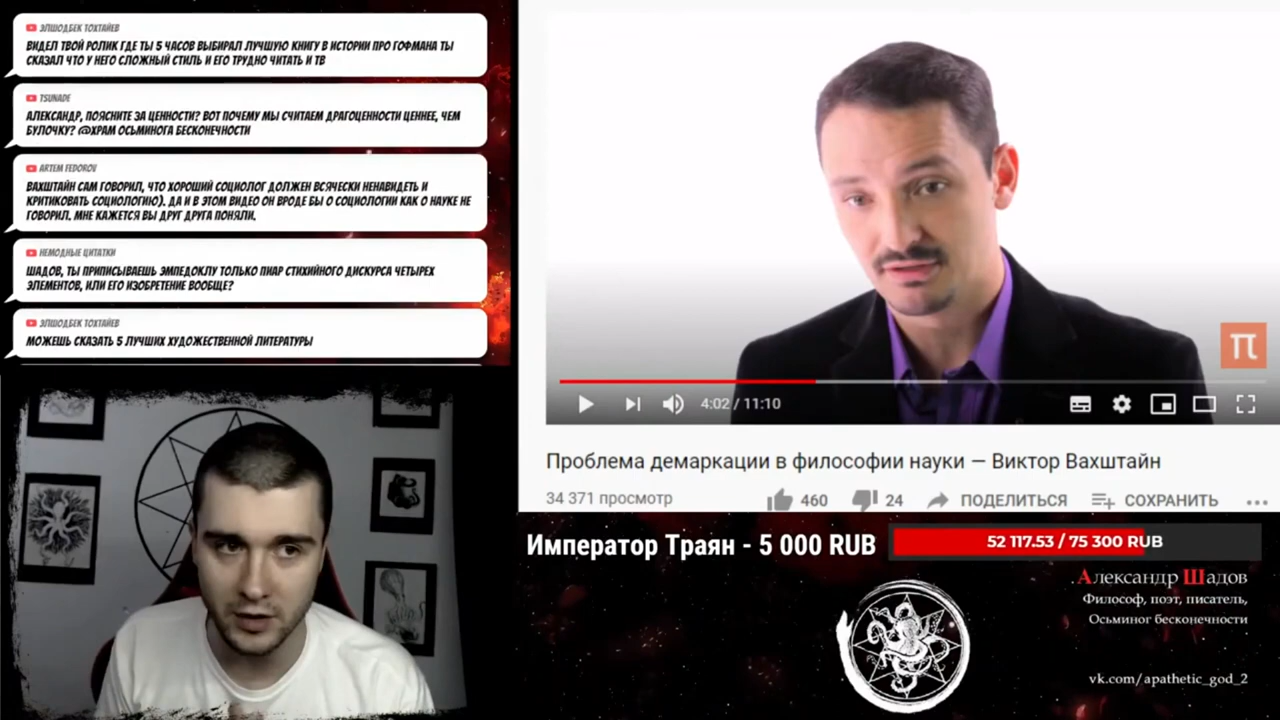 ЭЛШОДБЕК ТОХТАЙЕВ
ВИДЕЛ ТВОЙ РОЛИК ГДЕ ТЫ 5 ЧАСОВ ВЫБИРАЛ ЛУЧШУЮ КНИГУ В ИСТОРИИ ПРО ГОФМАНА ТЫ
СКАЗАЛ ЧТО У НЕГО СЛОЖНЫЙ СТИЛЬ И ЕГО ТРУДНО ЧИТАТЬ И ТВ
TSUNADE
АЛЕКСАНДР, ПОЯСНИТЕ ЗА ЦЕННОСТИ? ВОТ ПОЧЕМУ МЫ СЧИТАЕМ ДРАГОЦЕННОСТИ ЦЕННЕЕ, ЧЕМ
БУЛОЧКУ? @ХРАМ ОСЬМИНОГА БЕСКОНЕЧНОСТИ
ARTEM FEDOROV
ВАХШТАЙН САМ ГОВОРИЛ, ЧТО ХОРОШИЙ СОЦИОЛОГ ДОЛЖЕН ВСЯЧЕСКИ НЕНАВИДЕТЬ И
КРИТИКОВАТЬ СОЦИОЛОГИЮ). ДА И В ЭТОМ ВИДЕО ОН ВРОДЕ БЫ О СОЦИОЛОГИИ КАК О НАУКЕ НЕ
ГОВОРИЛ. МНЕ КАЖЕТСЯ ВЫ ДРУГ ДРУГА ПОНЯЛИ.
НЕМОДНЫЕ ЦИТАТКИ
ШАДОВ, ТЫ ПРИПИСЫВАЕШЬ ЭМПЕДОКЛУ ТОЛЬКО ПИАР СТИХИЙНОГО ДИСКУРСА ЧЕТЫРЕХ
ЭЛЕМЕНТОВ, ИЛИ ЕГО ИЗОБРЕТЕНИЕ ВООБЩЕ?
ЭЛШОДБЕК ТОХТАЙЕВ
МОЖЕШЬ СКАЗАТЬ 5 ЛУЧШИХ ХУДОЖЕСТВЕННОЙ ЛИТЕРАТУРЫ
π
4:02 / 11:10
Проблема демаркации в философии науки — Виктор Вахштайн
34 371 просмотр
460
24
ПОДЕЛИТЬСЯ
СОХРАНИТЬ
Император Траян - 5 000 RUB
52 117.53 / 75 300 RUB
.Александр Шадов
Философ, поэт, писатель,
Осьминог бесконечности
vk.com/apathetic_god_2